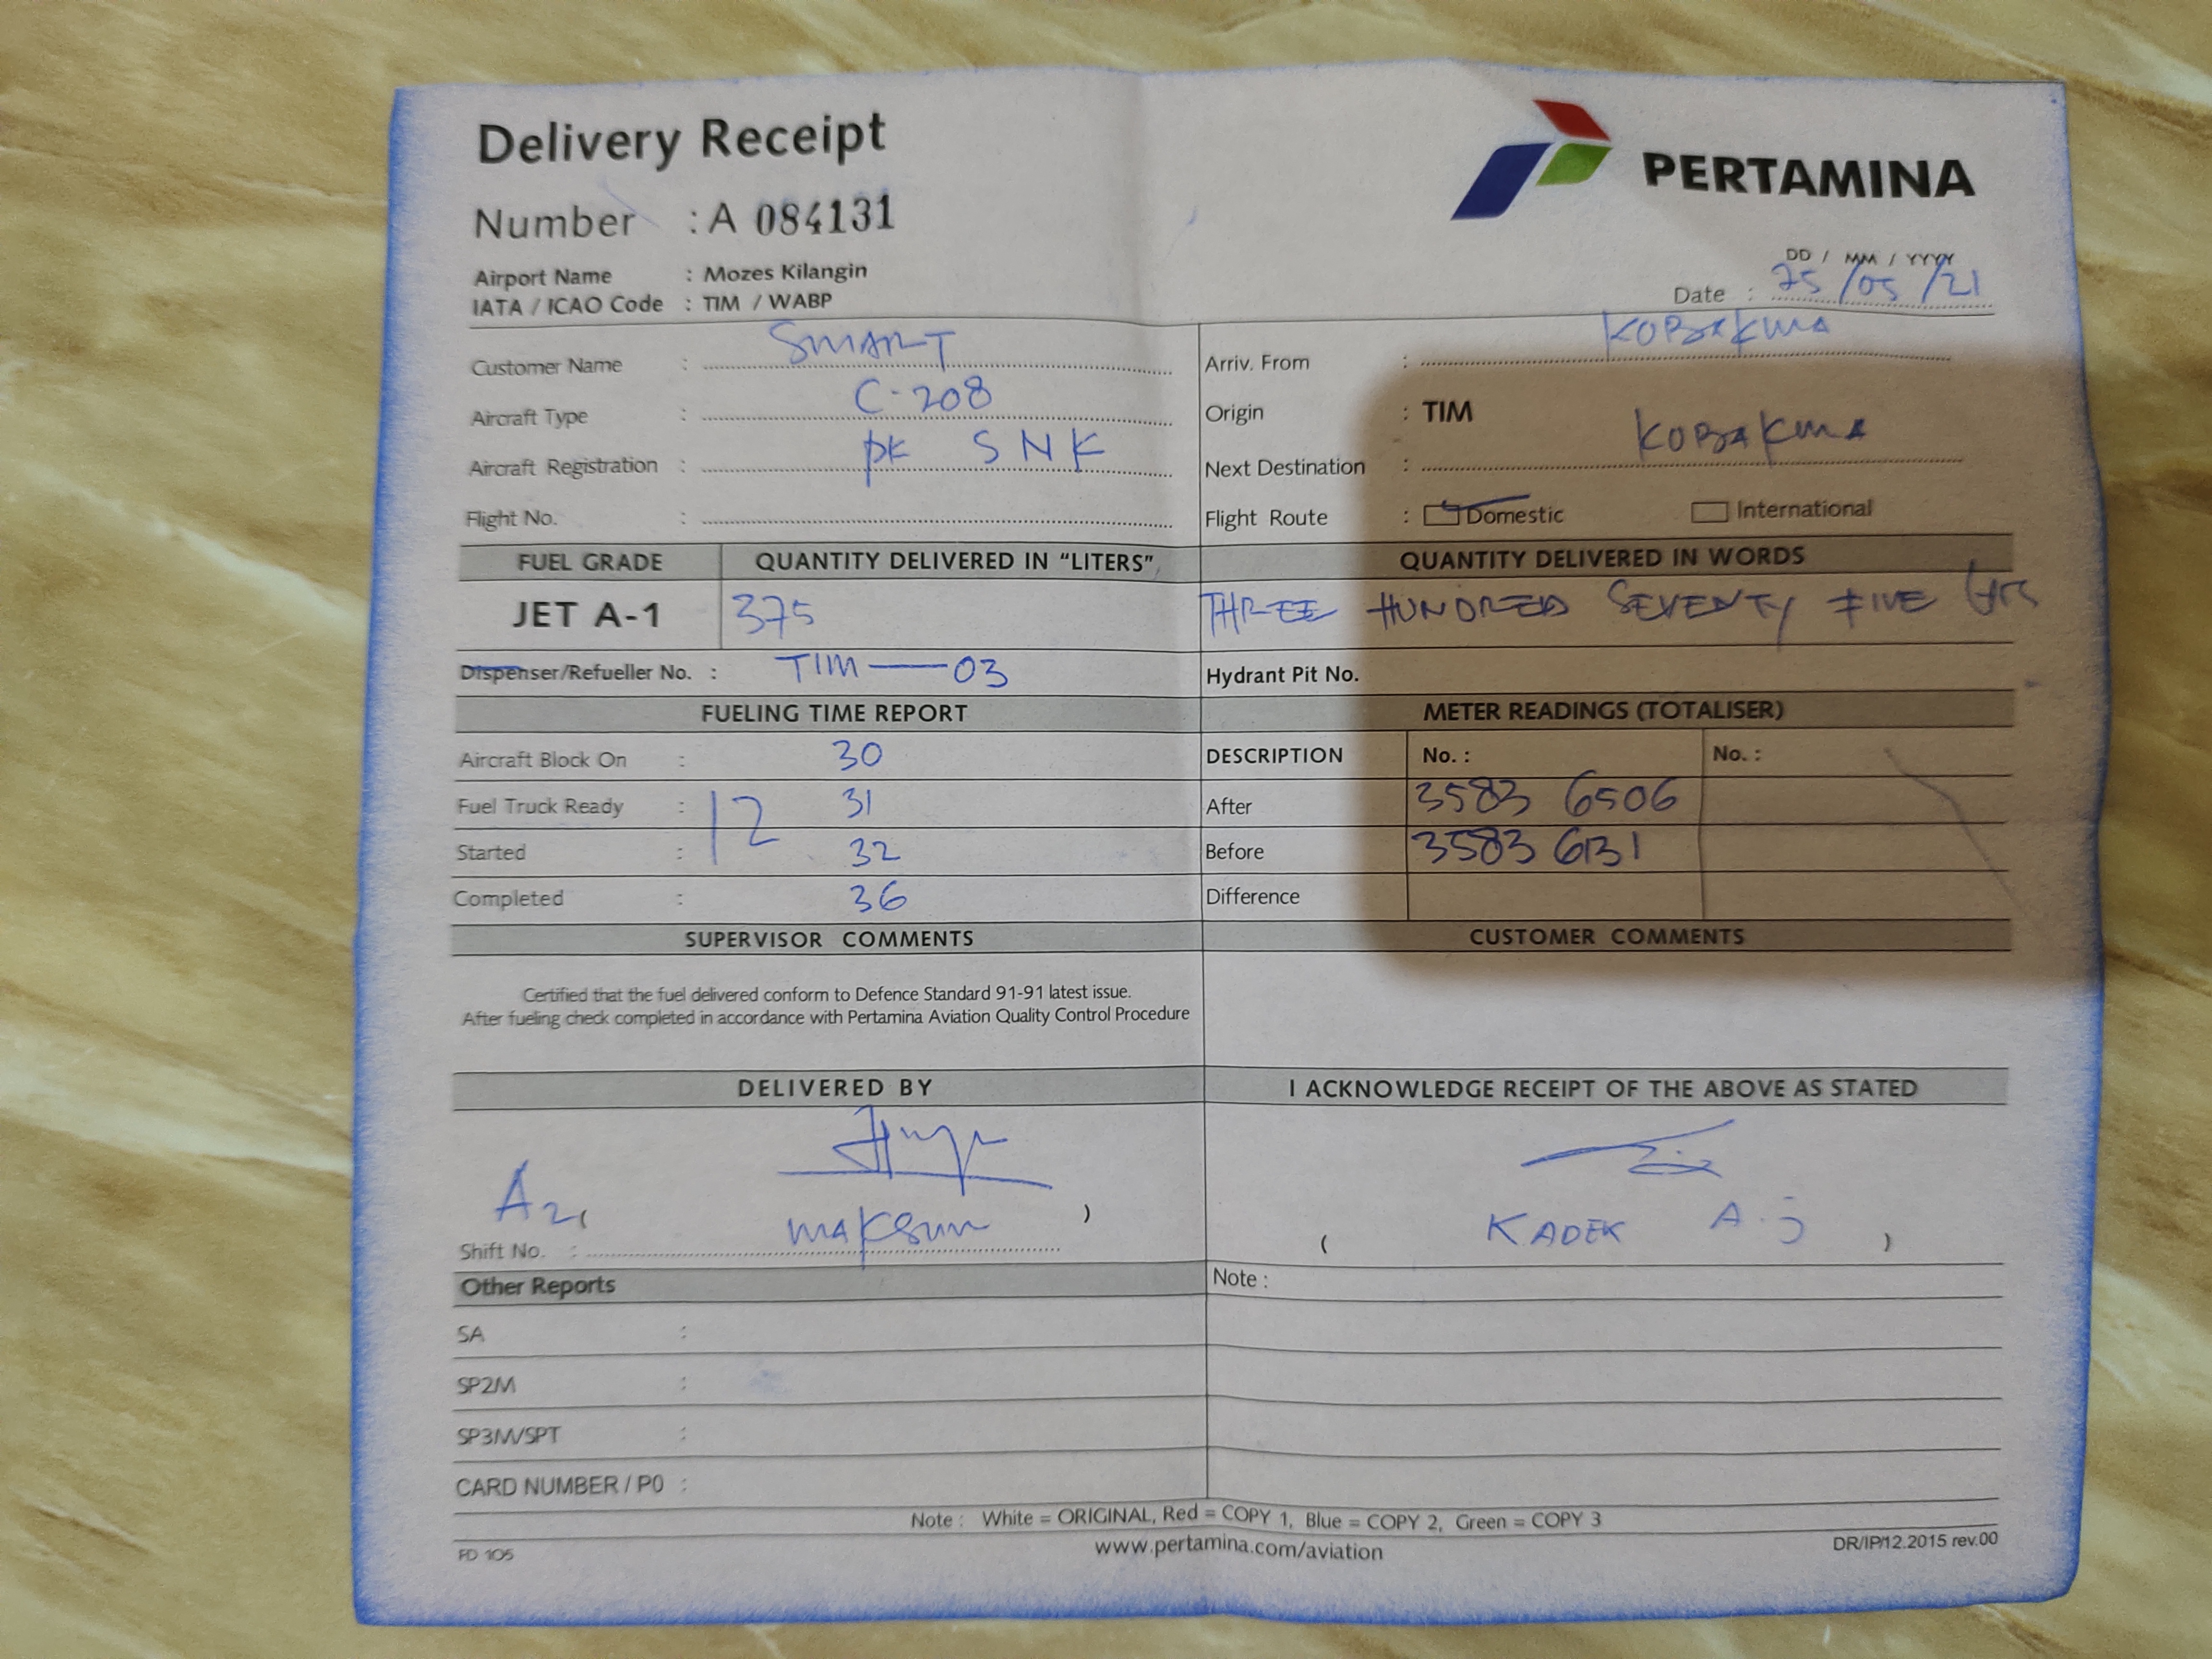 Delivery Receipt
PERTAMINA
Number : A 084131
Airport Name : Mozes Kilangin
IATA / ICAO Code : TIM / WABP
DD / MM / YYYY
Date : 25/05/21
Customer Name : SMART
Arriv. From : KOBAKMA
Aircraft Type : C-208
Origin : TIM
Aircraft Registration : PK SNK
Next Destination : KOBAKMA
Flight No. :
Flight Route : Domestic International
FUEL GRADE QUANTITY DELIVERED IN "LITERS" QUANTITY DELIVERED IN WORDS
JET A-1 375 THREE HUNDRED SEVENTY FIVE LTRS
Dispenser/Refueller No. : TIM — 03 Hydrant Pit No.
FUELING TIME REPORT METER READINGS (TOTALISER)
Aircraft Block On : 30 DESCRIPTION No. : No. :
Fuel Truck Ready : 12 31 After 3583 6506
Started : 32 Before 3583 6131
Completed : 36 Difference
SUPERVISOR COMMENTS CUSTOMER COMMENTS
Certified that the fuel delivered conform to Defence Standard 91-91 latest issue.
After fueling check completed in accordance with Pertamina Aviation Quality Control Procedure
DELIVERED BY I ACKNOWLEDGE RECEIPT OF THE ABOVE AS STATED
A2 ( MAKSUM ) ( KADEK A.J )
Shift No. :
Other Reports Note :
SA :
SP2M :
SP3M/SPT :
CARD NUMBER / PO :
Note : White = ORIGINAL, Red = COPY 1, Blue = COPY 2, Green = COPY 3
FD 105 www.pertamina.com/aviation DR/IP/12.2015 rev.00